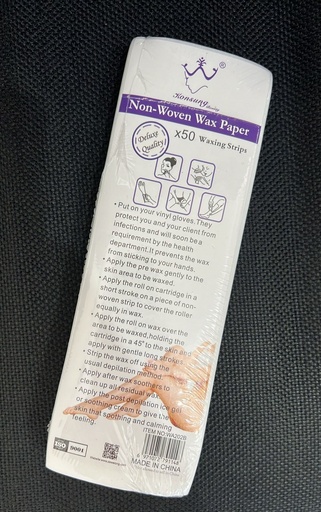 ®
Konsung
Non-Woven Wax Paper
Deluxe
Quality
x50 Waxing Strips
• Put on your vinyl gloves.They
protect you and your client from
infections and will soon be a
requirement by the health
department.It prevents the wax
from sticking to your hands.
• Apply the pre wax gently to the
skin area to be waxed.
• Apply the roll on cartridge in a
short stroke on a piece of non-
woven strip to cover the roller
equally in wax.
• Apply the roll on wax over the
area to be waxed,holding the
cartridge in a 45° to the skin and
apply with gentle long strokes.
• Strip the wax off using the
usual depilation method.
• Apply after wax soothers to
clean up all residual wax.
• Apply the post depilation ice gel
or soothing cream to give the
skin that soothing and calming
feeling.
ITEM NO:WA202B
ISO 9001
MADE IN CHINA